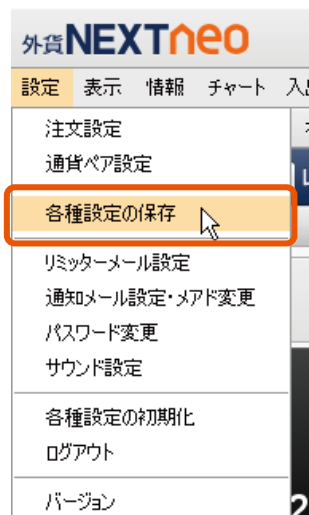 外貨NEXTneo
設定 表示 情報 チャート
注文設定
通貨ペア設定
各種設定の保存
リミッターメール設定
通知メール設定・メアド変更
パスワード変更
サウンド設定
各種設定の初期化
ログアウト
バージョン
2